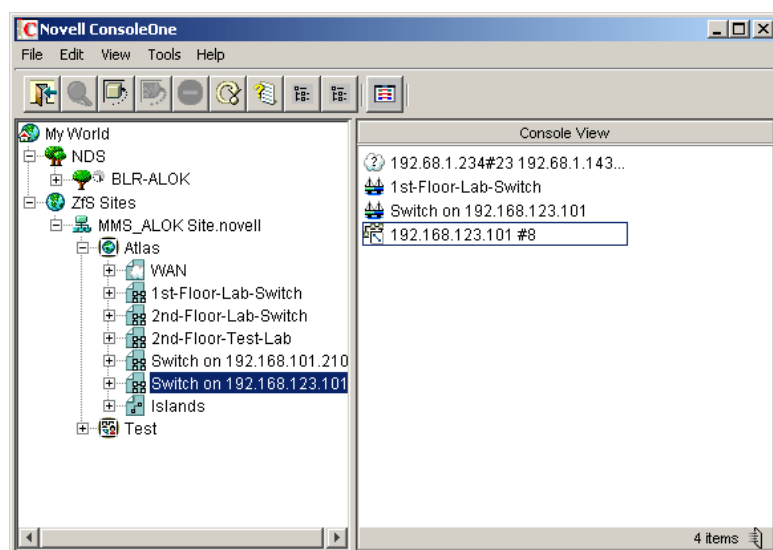 Novell ConsoleOne
File Edit View Tools Help
My World
NDS
BLR-ALOK
ZfS Sites
MMS_ALOK Site.novell
Atlas
WAN
1st-Floor-Lab-Switch
2nd-Floor-Lab-Switch
2nd-Floor-Test-Lab
Switch on 192.168.101.210
Switch on 192.168.123.101
Islands
Test
Console View
192.68.1.234#23 192.68.1.143...
1st-Floor-Lab-Switch
Switch on 192.168.123.101
192.168.123.101 #8
4 items